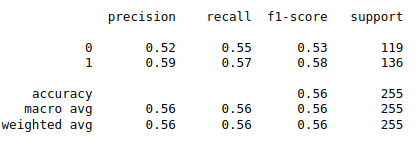 precision recall f1-score support
0 0.52 0.55 0.53 119
1 0.59 0.57 0.58 136
accuracy 0.56 255
macro avg 0.56 0.56 0.56 255
weighted avg 0.56 0.56 0.56 255